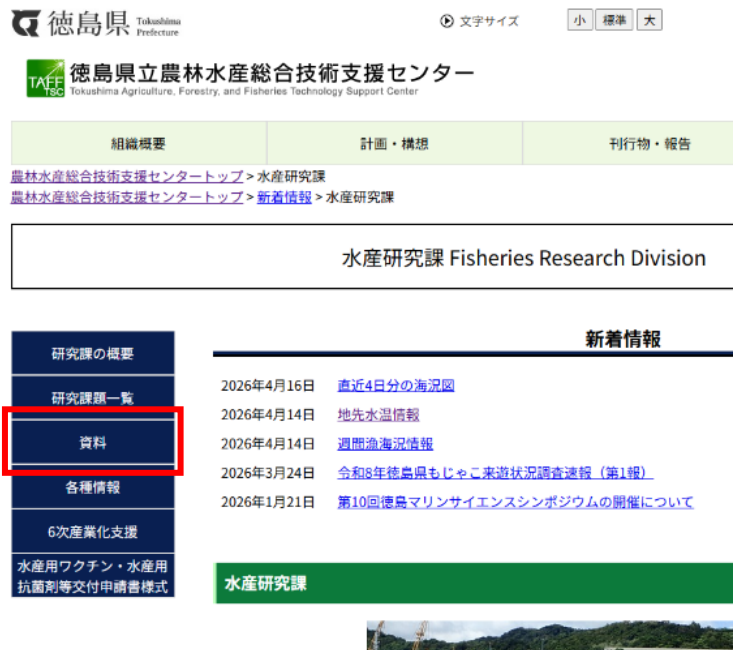 徳島県 Tokushima Prefecture
文字サイズ 小 標準 大
TAFF TSC
徳島県立農林水産総合技術支援センター
Tokushima Agriculture, Forestry, and Fisheries Technology Support Center
組織概要 計画・構想 刊行物・報告
農林水産総合技術支援センタートップ > 水産研究課
農林水産総合技術支援センタートップ > 新着情報 > 水産研究課
水産研究課 Fisheries Research Division
研究課の概要
研究課題一覧
資料
各種情報
6次産業化支援
水産用ワクチン・水産用
抗菌剤等交付申請書様式
新着情報
2026年4月16日 直近4日分の海況図
2026年4月14日 地先水温情報
2026年4月14日 週間漁海況情報
2026年3月24日 令和8年徳島県もじゃこ来遊状況調査速報（第1報）
2026年1月21日 第10回徳島マリンサイエンスシンポジウムの開催について
水産研究課